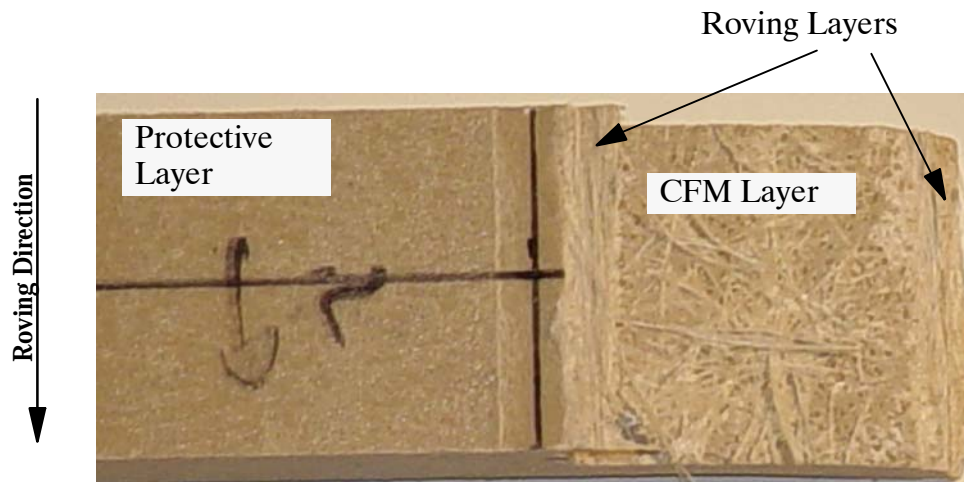 Roving Layers
Protective
Layer
CFM Layer
Roving Direction